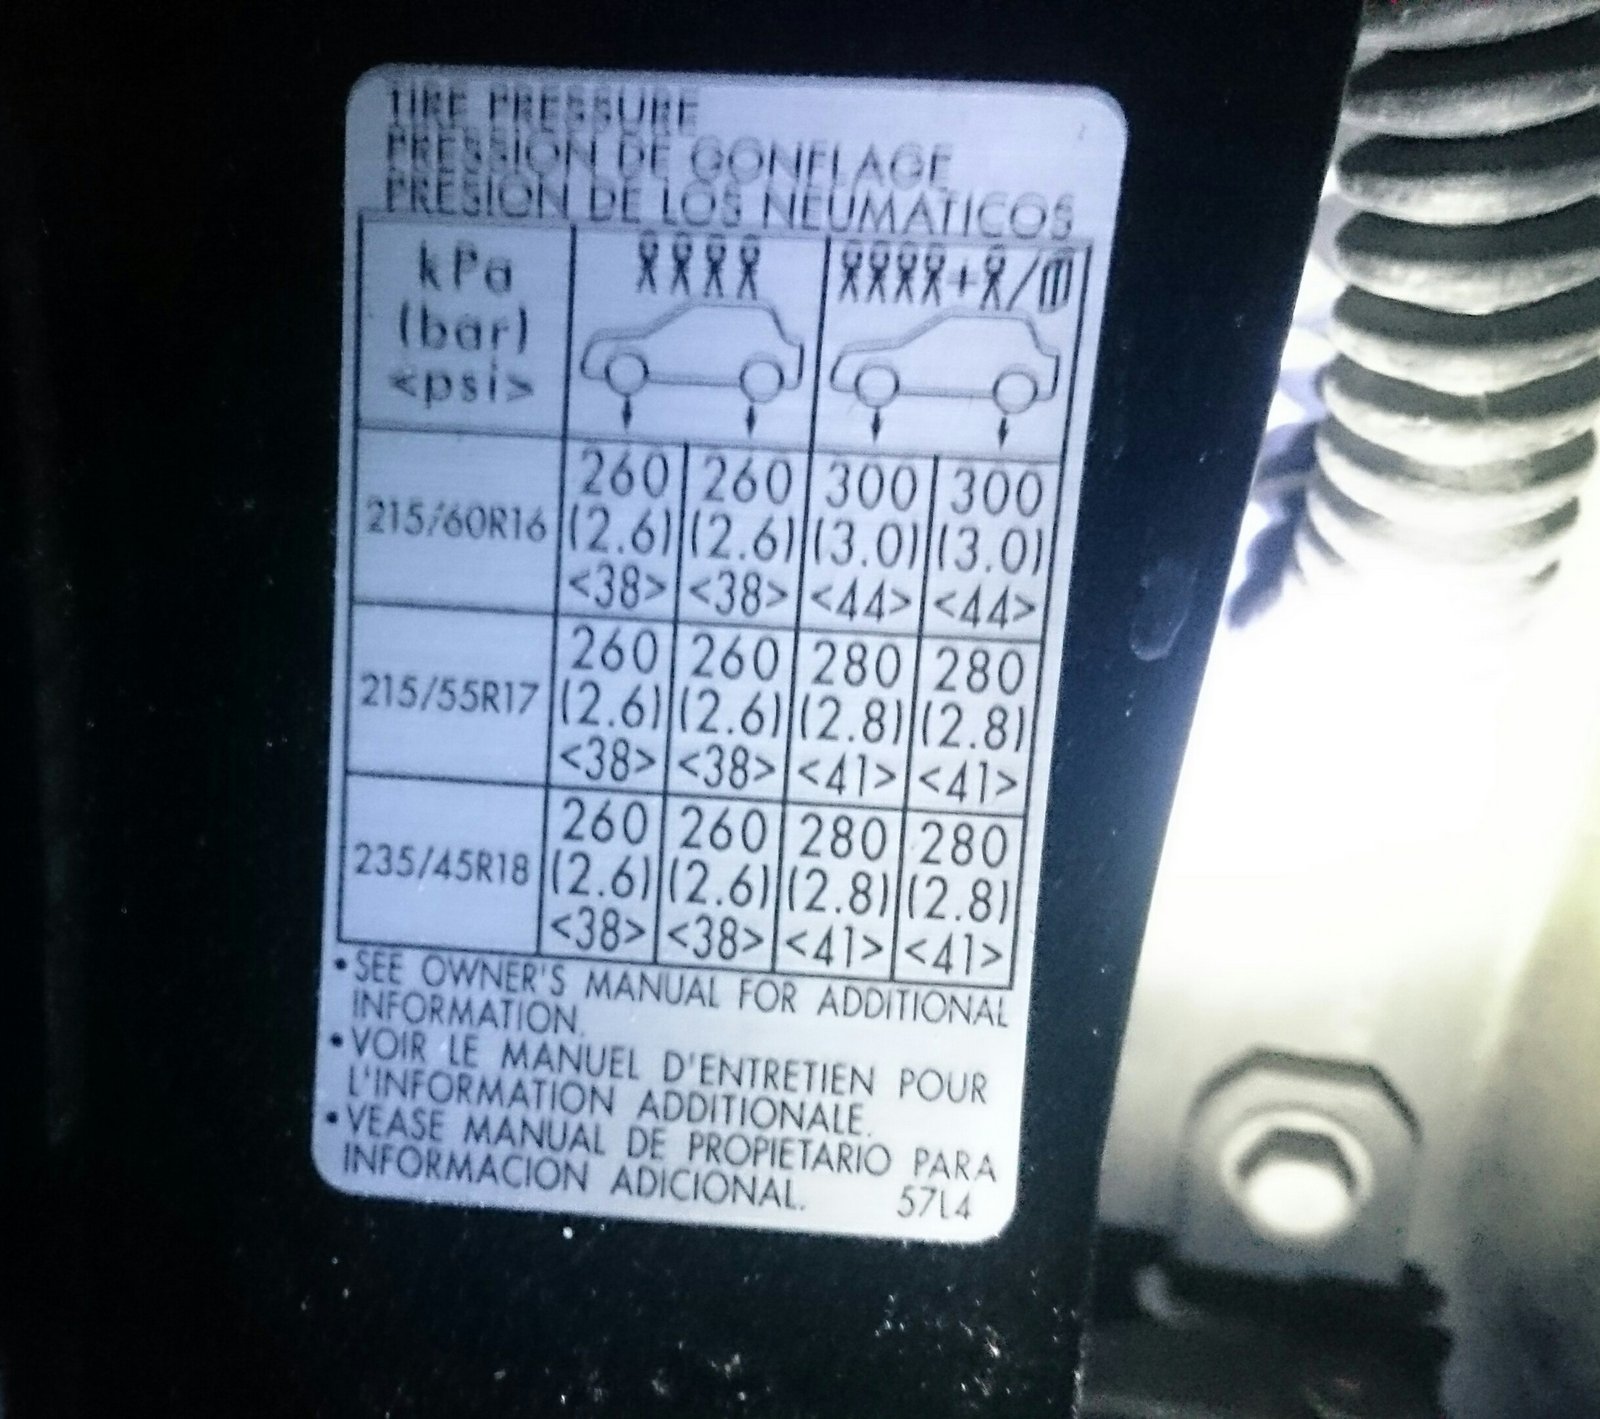 TIRE PRESSURE
PRESSION DE GONFLAGE
PRESION DE LOS NEUMATICOS
kPa
(bar)
<psi>
+ /
215/60R16
260 260 300 300
(2.6) (2.6) (3.0) (3.0)
<38> <38> <44> <44>
215/55R17
260 260 280 280
(2.6) (2.6) (2.8) (2.8)
<38> <38> <41> <41>
235/45R18
260 260 280 280
(2.6) (2.6) (2.8) (2.8)
<38> <38> <41> <41>
•SEE OWNER'S MANUAL FOR ADDITIONAL
INFORMATION.
•VOIR LE MANUEL D'ENTRETIEN POUR
L'INFORMATION ADDITIONALE.
•VEASE MANUAL DE PROPIETARIO PARA
INFORMACION ADICIONAL. 57L4